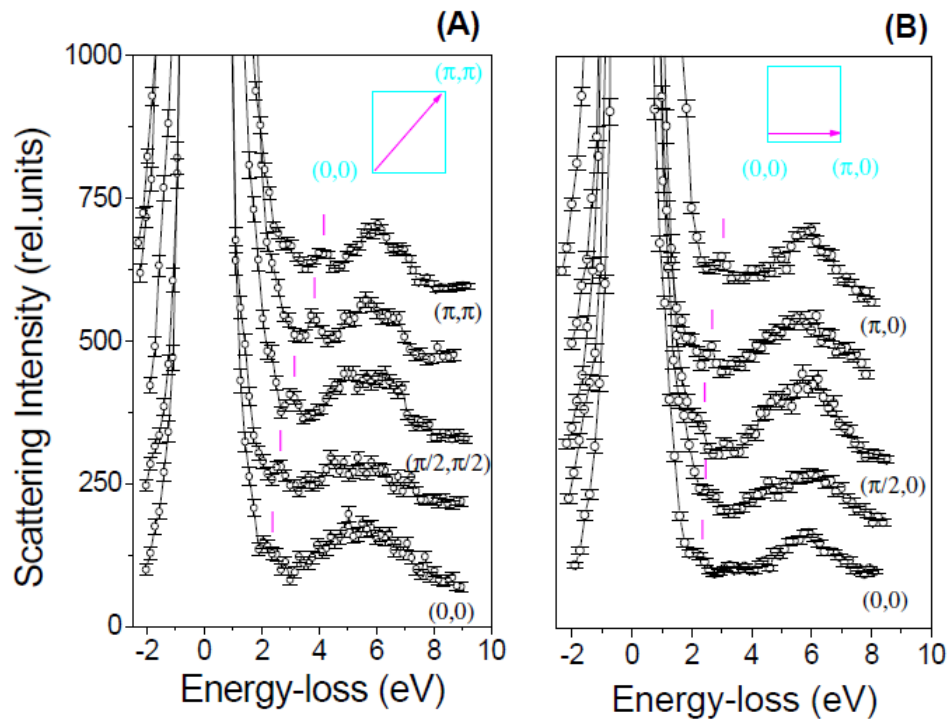 (A)
(B)
Scattering Intensity (rel.units)
1000
750
500
250
0
(π,π)
(0,0)
(π,π)
(π/2,π/2)
(0,0)
-2 0 2 4 6 8 10
Energy-loss (eV)
(0,0) (π,0)
(π,0)
(π/2,0)
(0,0)
-2 0 2 4 6 8 10
Energy-loss (eV)